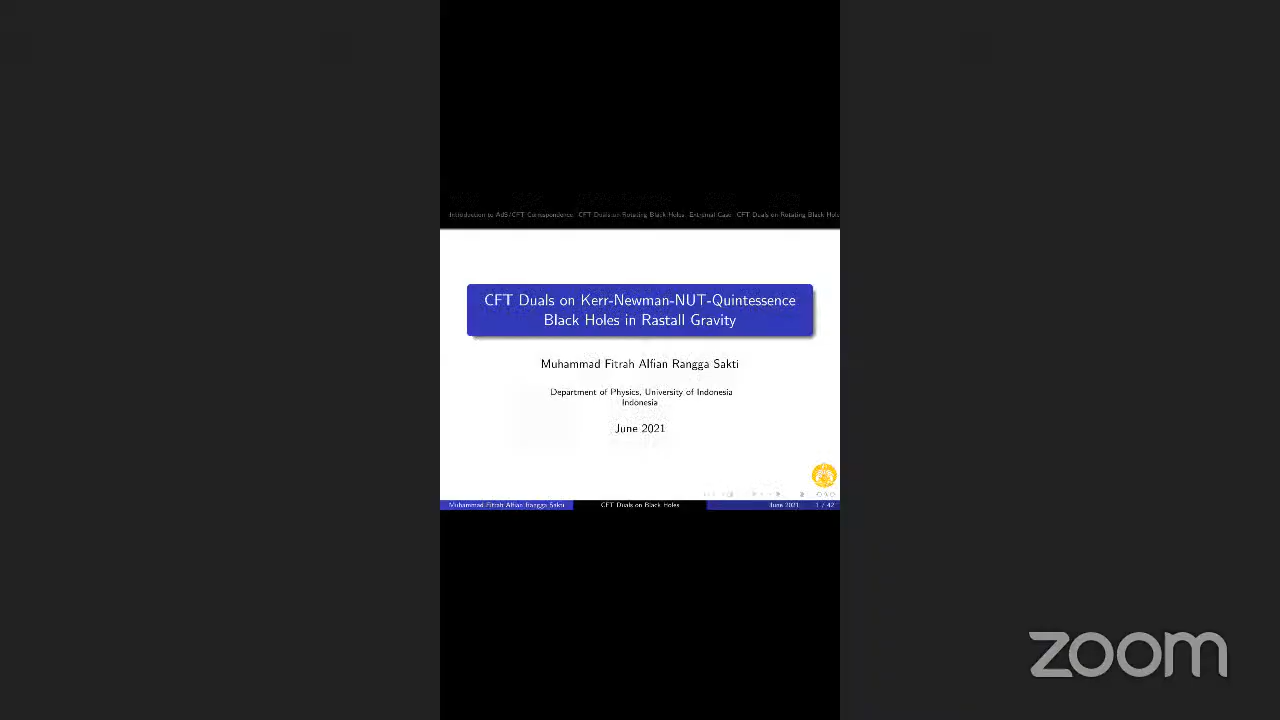 Introduction to AdS/CFT Correspondence CFT Duals on Rotating Black Holes: Extremal Case CFT Duals on Rotating Black Hole
CFT Duals on Kerr-Newman-NUT-Quintessence
Black Holes in Rastall Gravity
Muhammad Fitrah Alfian Rangga Sakti
Department of Physics, University of Indonesia
Indonesia
June 2021
Muhammad Fitrah Alfian Rangga Sakti CFT Duals on Black Holes June 2021 1 / 42
zoom